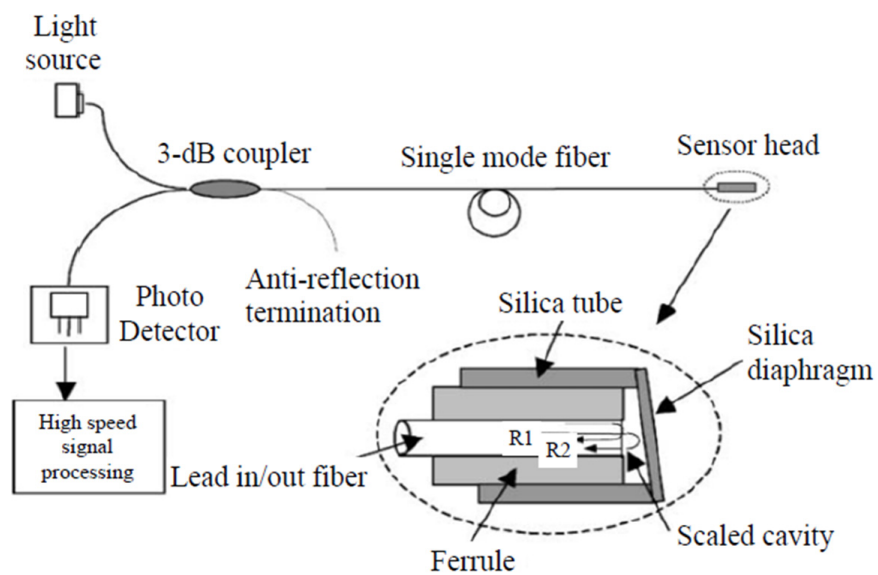 Light
source
3-dB coupler
Single mode fiber
Sensor head
Photo
Detector
Anti-reflection
termination
Silica tube
Silica
diaphragm
High speed
signal
processing
R1
R2
Lead in/out fiber
Ferrule
Scaled cavity